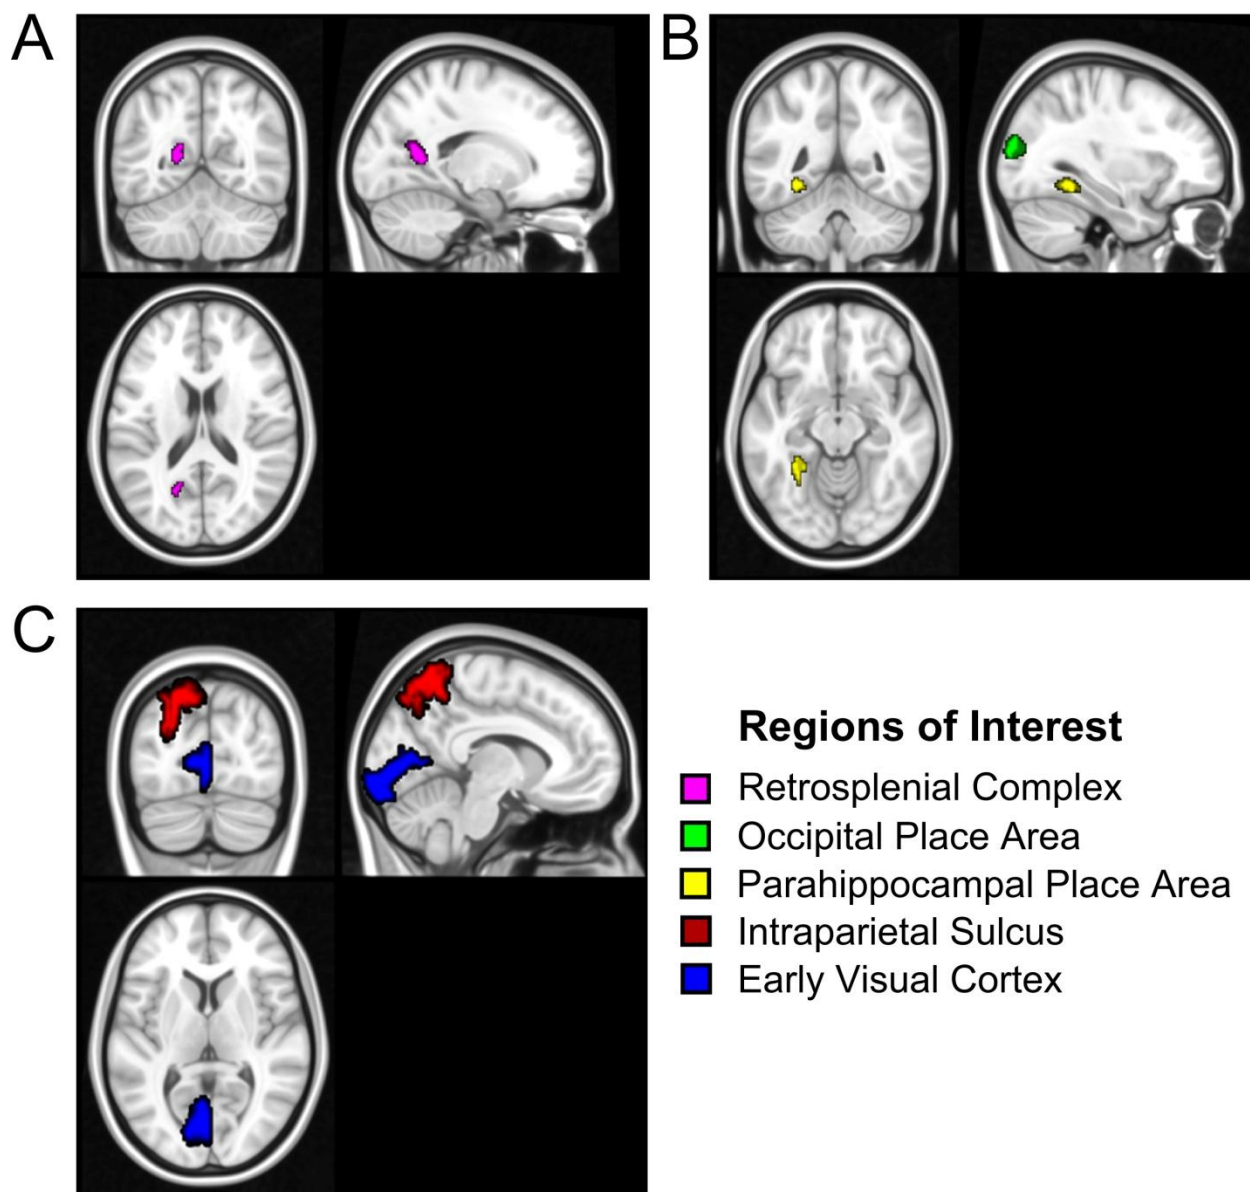 A
B
C
Regions of Interest
Retrosplenial Complex
Occipital Place Area
Parahippocampal Place Area
Intraparietal Sulcus
Early Visual Cortex